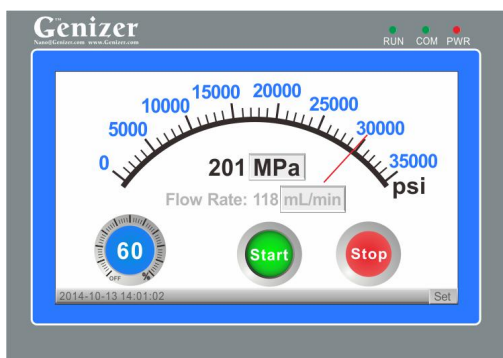 Genizer
Nano@Genizer.com www.Genizer.com
RUN COM PWR
0 5000 10000 15000 20000 25000 30000 35000
psi
201 MPa
Flow Rate: 118 mL/min
60
OFF
Start
Stop
2014-10-13 14:01:02
Set